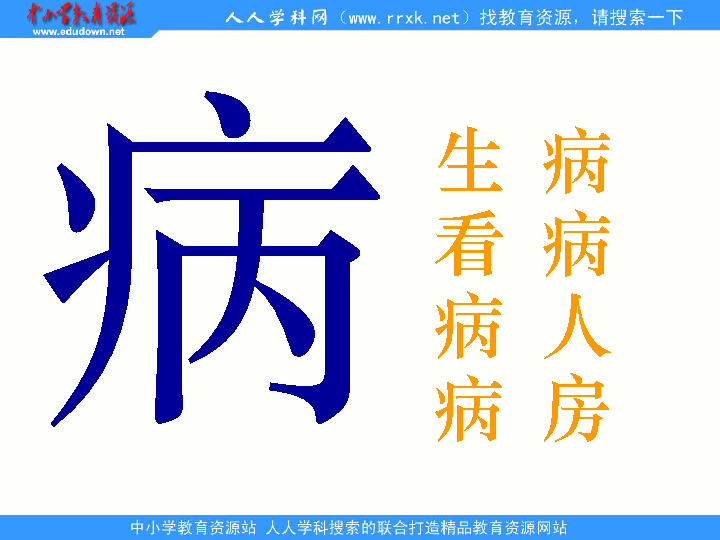 中小学教育资源
www.edudown.net
人人学科网（www.rrxk.net）找教育资源，请搜索一下
病
生病
看病
病人
病房
中小学教育资源站 人人学科搜索的联合打造精品教育资源网站